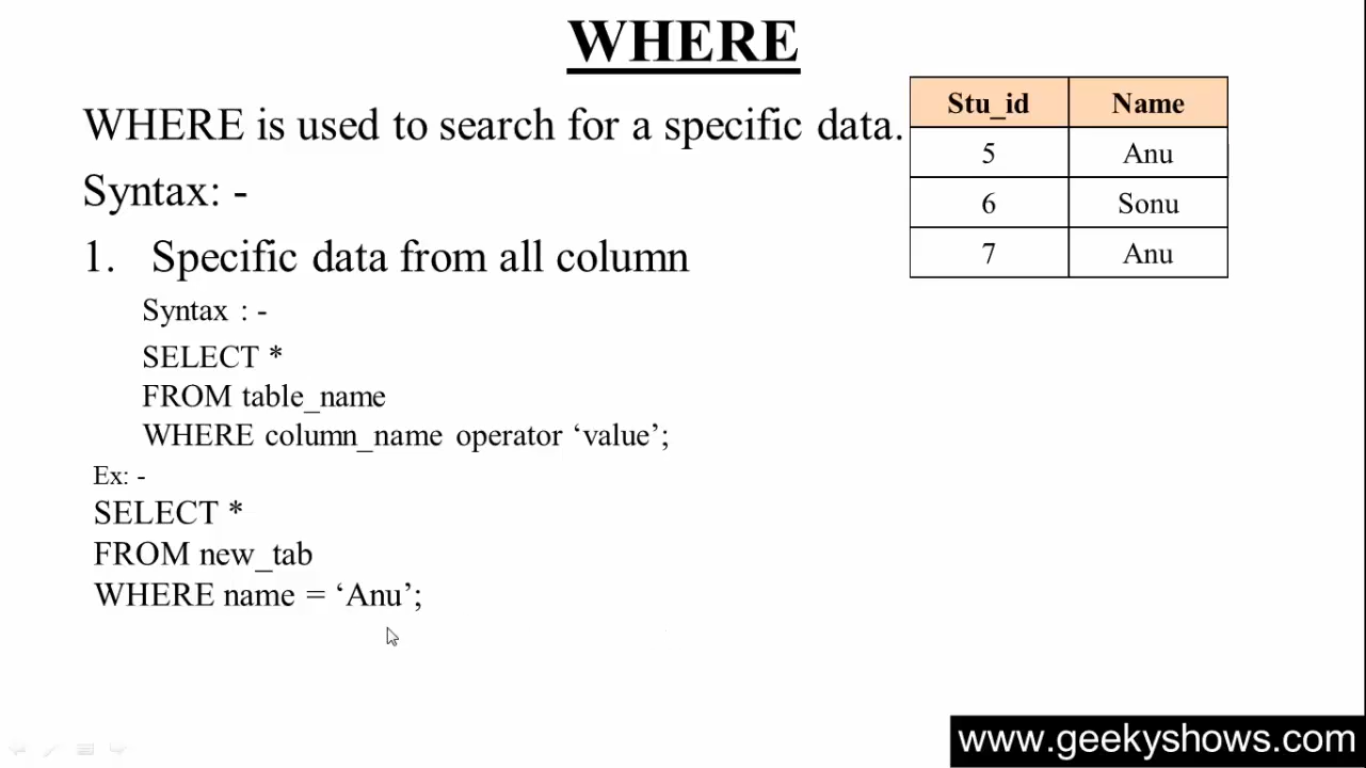 WHERE
WHERE is used to search for a specific data.
Syntax: -
1. Specific data from all column
Syntax : -
SELECT *
FROM table_name
WHERE column_name operator ‘value’;
Ex: -
SELECT *
FROM new_tab
WHERE name = ‘Anu’;
Stu_id Name
5 Anu
6 Sonu
7 Anu
www.geekyshows.com